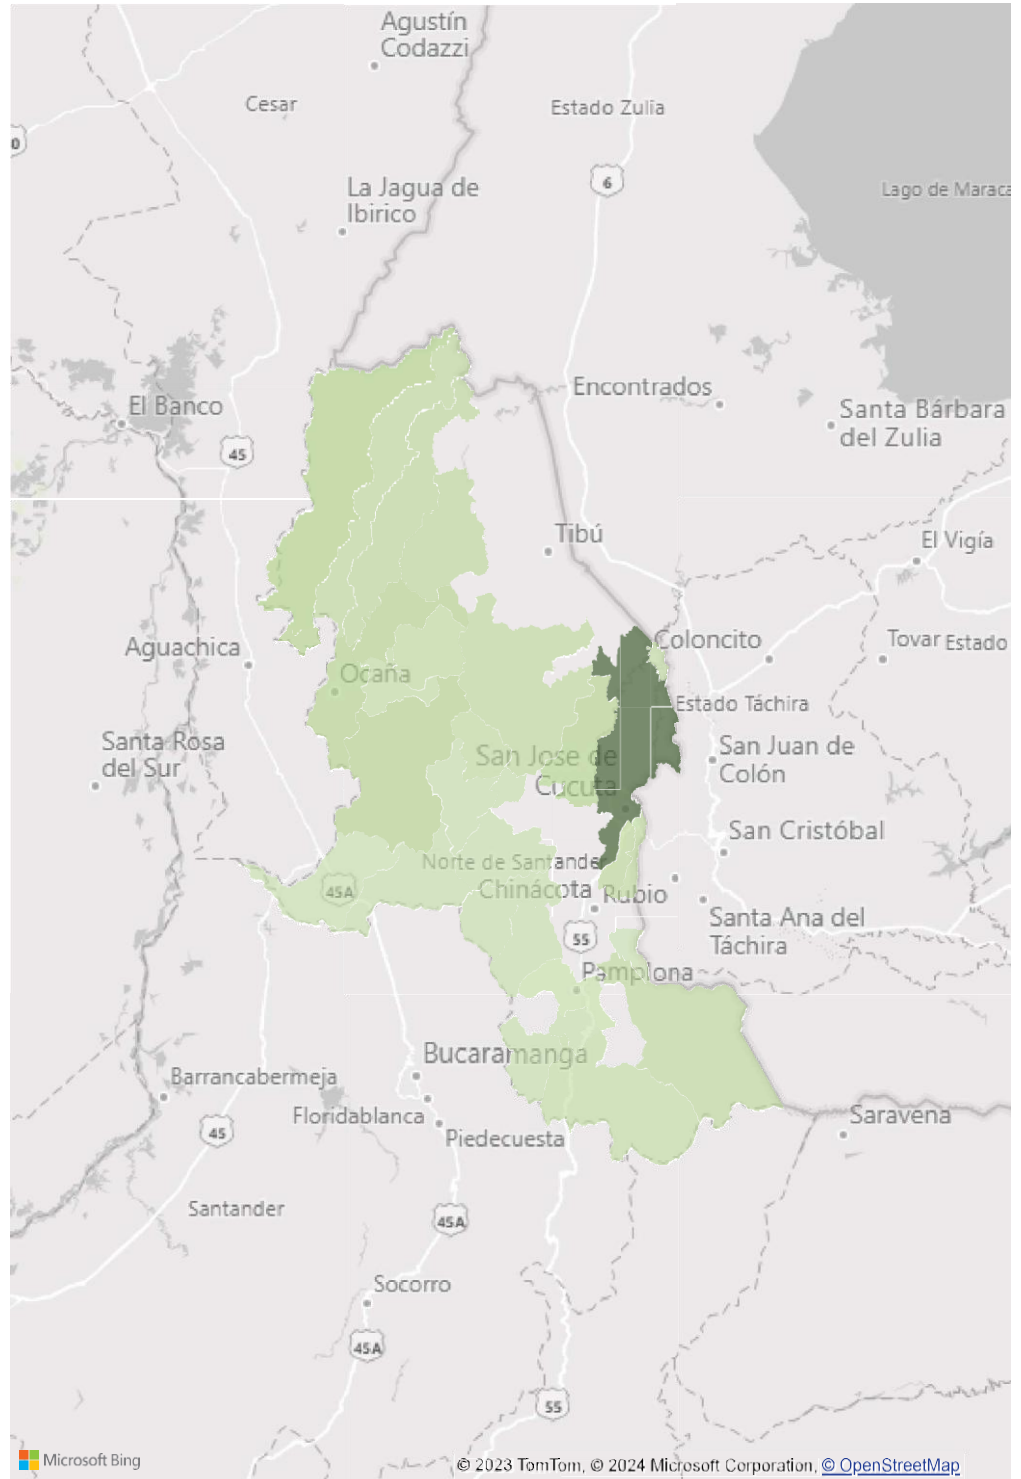 Agustín
Codazzi
Cesar
Estado Zulia
6
La Jagua de
Ibirico
Lago de Maraca
Encontrados
El Banco
Santa Bárbara
del Zulia
45
Tibú
El Vigía
Aguachica
Coloncito
Tovar
Estado
Ocaña
Estado Táchira
Santa Rosa
del Sur
San Jose de
Cucuta
San Juan de
Colón
San Cristóbal
Norte de Santander
45A
Chinácota
Rubio
Santa Ana del
Táchira
55
Pamplona
Bucaramanga
Barrancabermeja
Floridablanca
Piedecuesta
Saravena
45
Santander
45A
Socorro
45A
55
Microsoft Bing
© 2023 TomTom, © 2024 Microsoft Corporation, © OpenStreetMap